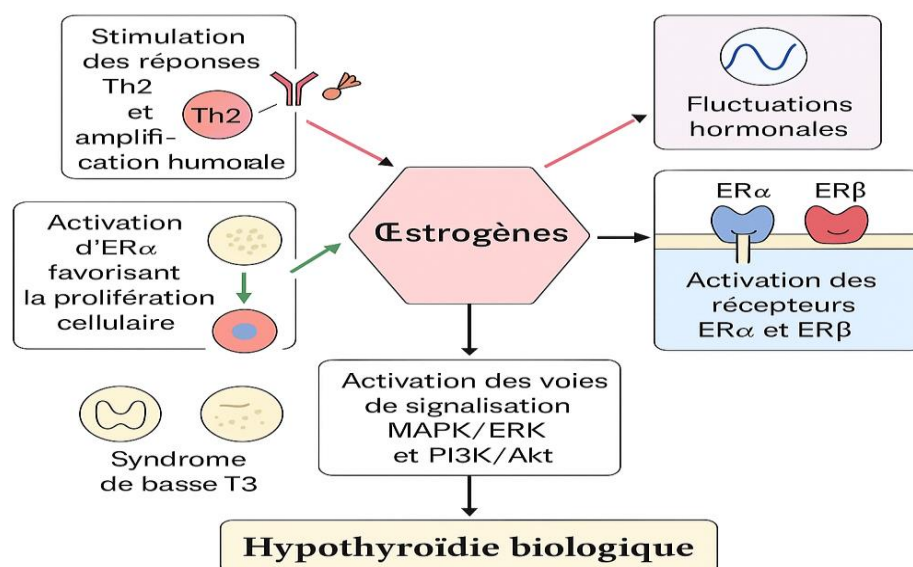 Stimulation
des réponses
Th2
et
amplifi-
cation humorale
Th2
Fluctuations
hormonales
Activation
d'ERα
favorisant
la prolifération
cellulaire
Œstrogènes
ERα
ERβ
Activation des
récepteurs
ERα et ERβ
Activation des voies
de signalisation
MAPK/ERK
et PI3K/Akt
Syndrome
de basse T3
Hypothyroïdie biologique